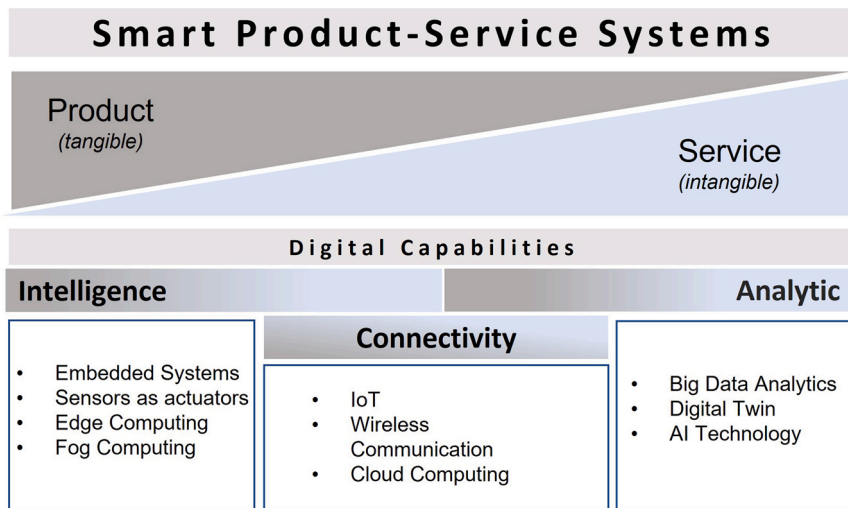 Smart Product-Service Systems
Product
(tangible)
Service
(intangible)
Digital Capabilities
Intelligence
Analytic
Connectivity
• Embedded Systems
• Sensors as actuators
• Edge Computing
• Fog Computing
• IoT
• Wireless
Communication
• Cloud Computing
• Big Data Analytics
• Digital Twin
• AI Technology